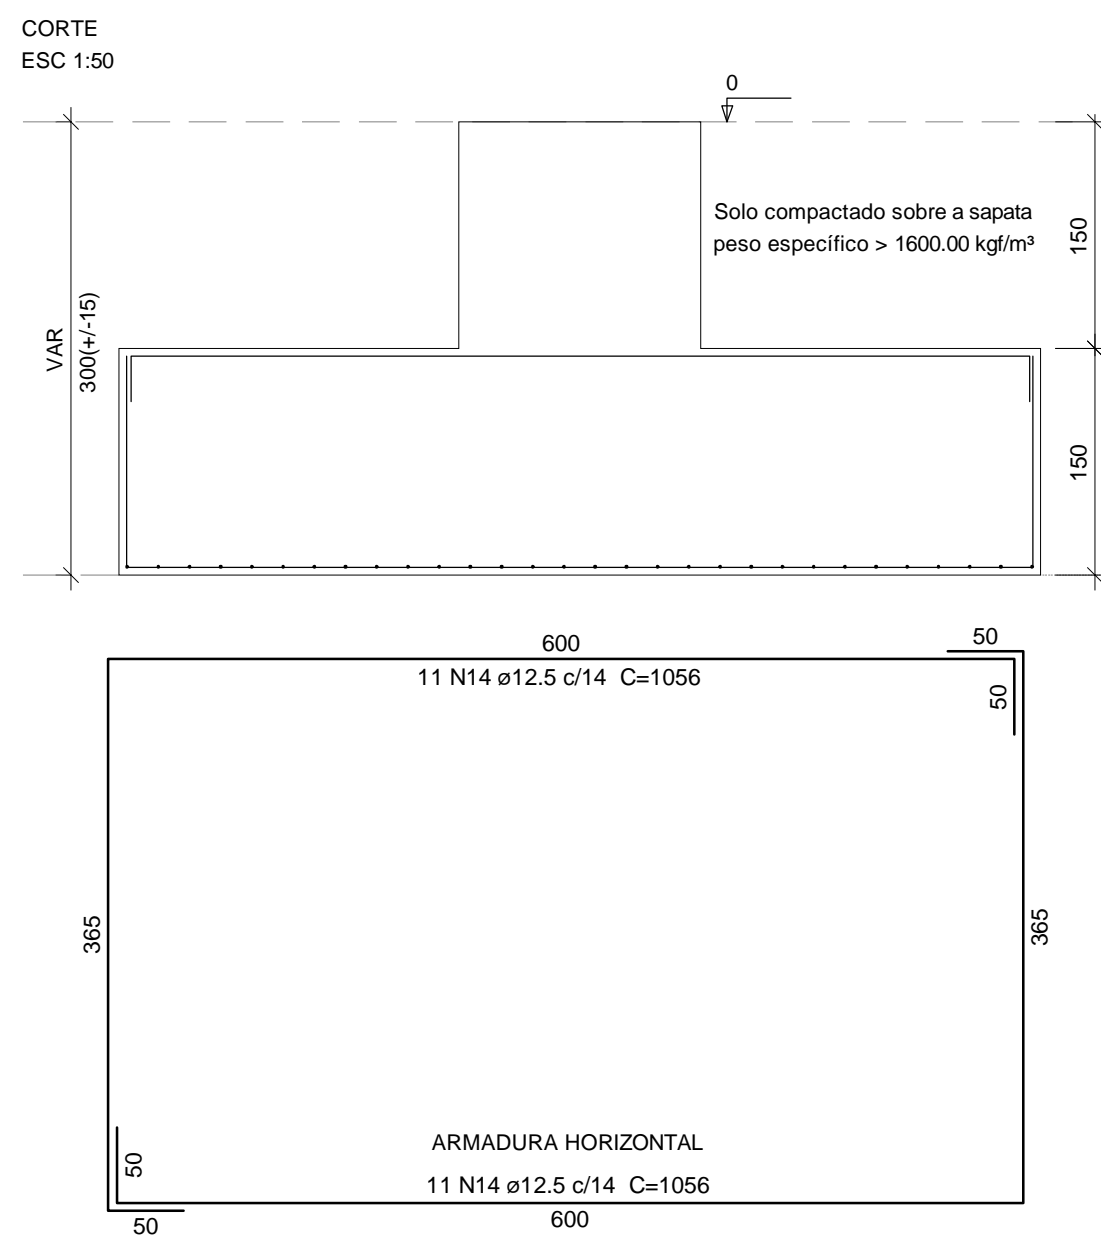 CORTE
ESC 1:50
0
Solo compactado sobre a sapata
peso específico > 1600.00 kgf/m³
150
VAR
300(+/-15)
150
600
50
11 N14 ø12.5 c/14 C=1056
50
365
365
ARMADURA HORIZONTAL
50
11 N14 ø12.5 c/14 C=1056
50
600